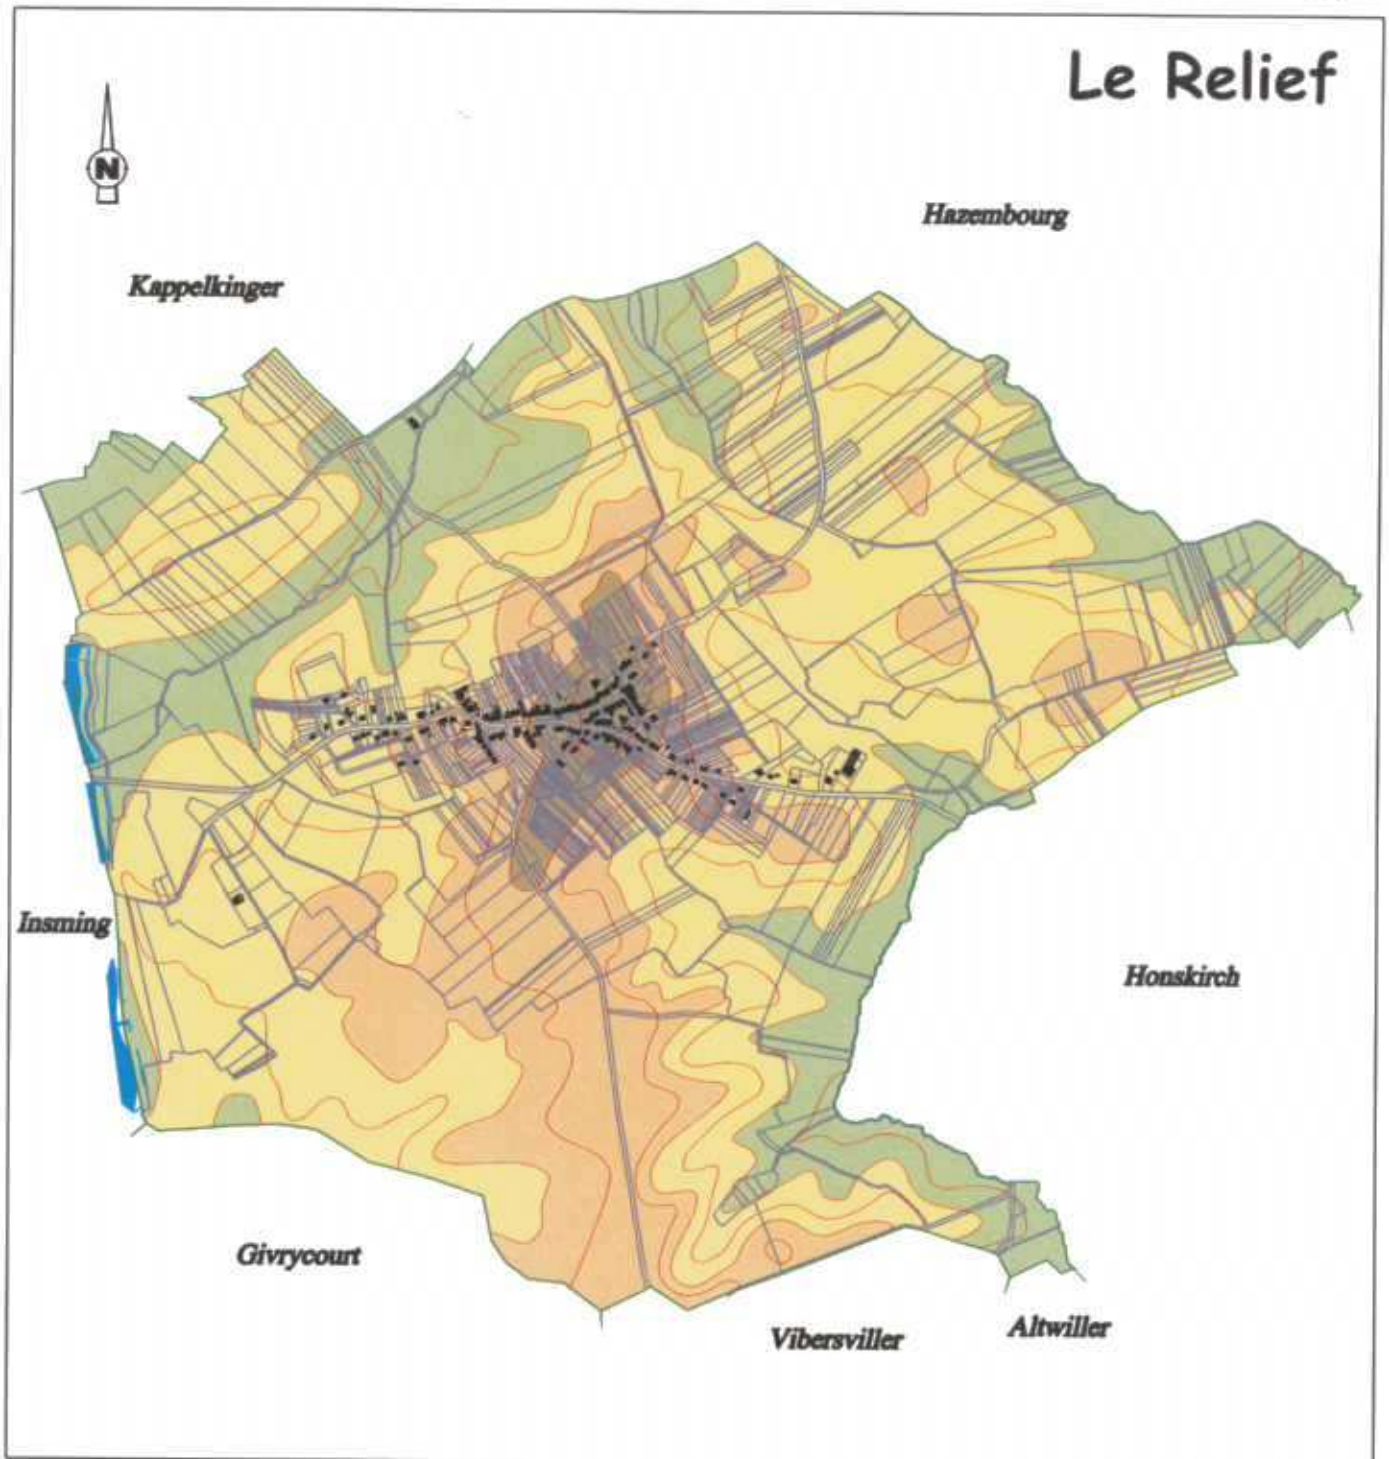 Le Relief
N
Hazembourg
Kappelkinger
Insming
Honskirch
Givrycourt
Vibersviller
Altwiller